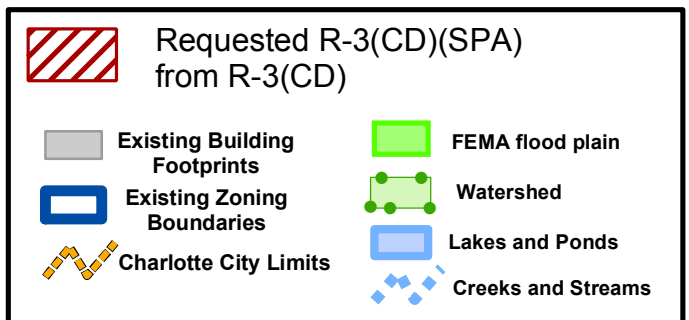 Requested R-3(CD)(SPA)
from R-3(CD)
Existing Building
Footprints
Existing Zoning
Boundaries
Charlotte City Limits
FEMA flood plain
Watershed
Lakes and Ponds
Creeks and Streams